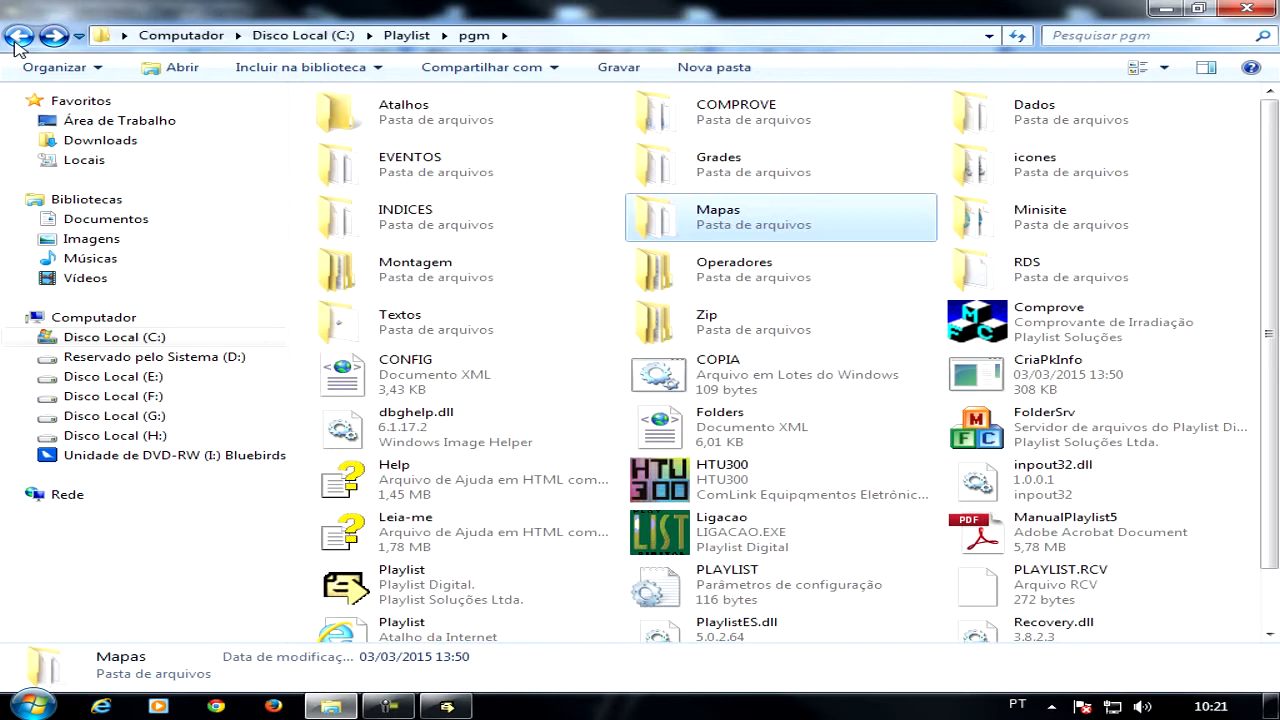 Computador Disco Local (C:) Playlist pgm
Pesquisar pgm
Organizar Abrir Incluir na biblioteca Compartilhar com Gravar Nova pasta
Favoritos
Área de Trabalho
Downloads
Locais
Bibliotecas
Documentos
Imagens
Músicas
Vídeos
Computador
Disco Local (C:)
Reservado pelo Sistema (D:)
Disco Local (E:)
Disco Local (F:)
Disco Local (G:)
Disco Local (H:)
Unidade de DVD-RW (I:) Bluebirds
Rede
Atalhos
Pasta de arquivos
COMPROVE
Pasta de arquivos
Dados
Pasta de arquivos
EVENTOS
Pasta de arquivos
Grades
Pasta de arquivos
icones
Pasta de arquivos
INDICES
Pasta de arquivos
Mapas
Pasta de arquivos
Minisite
Pasta de arquivos
Montagem
Pasta de arquivos
Operadores
Pasta de arquivos
RDS
Pasta de arquivos
Textos
Pasta de arquivos
Zip
Pasta de arquivos
MFC
Comprove
Comprovante de Irradiação
Playlist Soluções
CONFIG
Documento XML
3,43 KB
COPIA
Arquivo em Lotes do Windows
109 bytes
CriaPkInfo
03/03/2015 13:50
308 KB
dbghelp.dll
6.1.17.2
Windows Image Helper
Folders
Documento XML
6,01 KB
MFC
FolderSrv
Servidor de arquivos do Playlist Di...
Playlist Soluções Ltda.
Help
Arquivo de Ajuda em HTML com...
1,45 MB
HTU
300
HTU300
HTU300
ComLink Equipqmentos Eletrônic...
inpout32.dll
1.0.0.1
inpout32
Leia-me
Arquivo de Ajuda em HTML com...
1,78 MB
LIST
Ligacao
LIGACAO.EXE
Playlist Digital
PDF
ManualPlaylist5
Adobe Acrobat Document
5,78 MB
Playlist
Playlist Digital.
Playlist Soluções Ltda.
PLAYLIST
Parâmetros de configuração
116 bytes
PLAYLIST.RCV
Arquivo RCV
272 bytes
Playlist
Atalho da Internet
PlaylistES.dll
5.0.2.64
Recovery.dll
3.8.2.3
Mapas Data de modificaç... 03/03/2015 13:50
Pasta de arquivos
PT 10:21